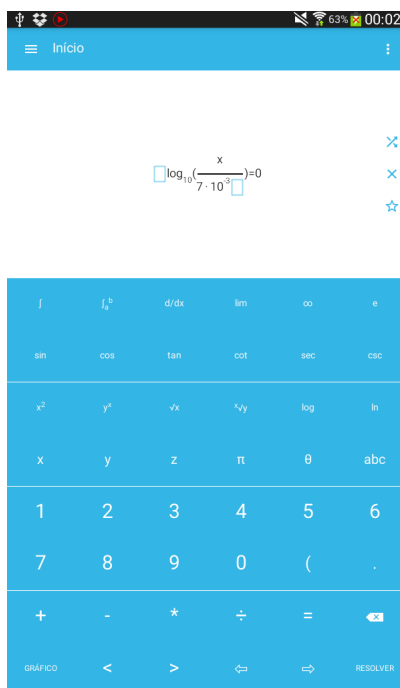 63% 00:02
Início
log₁₀(x/7·10⁻³)=0
∫ ∫ₐᵇ d/dx lim ∞ e
sin cos tan cot sec csc
x² yˣ √x ˣ√y log ln
x y z π θ abc
1 2 3 4 5 6
7 8 9 0 ( .
+ - * ÷ =
GRÁFICO < > ⇦ ⇨ RESOLVER